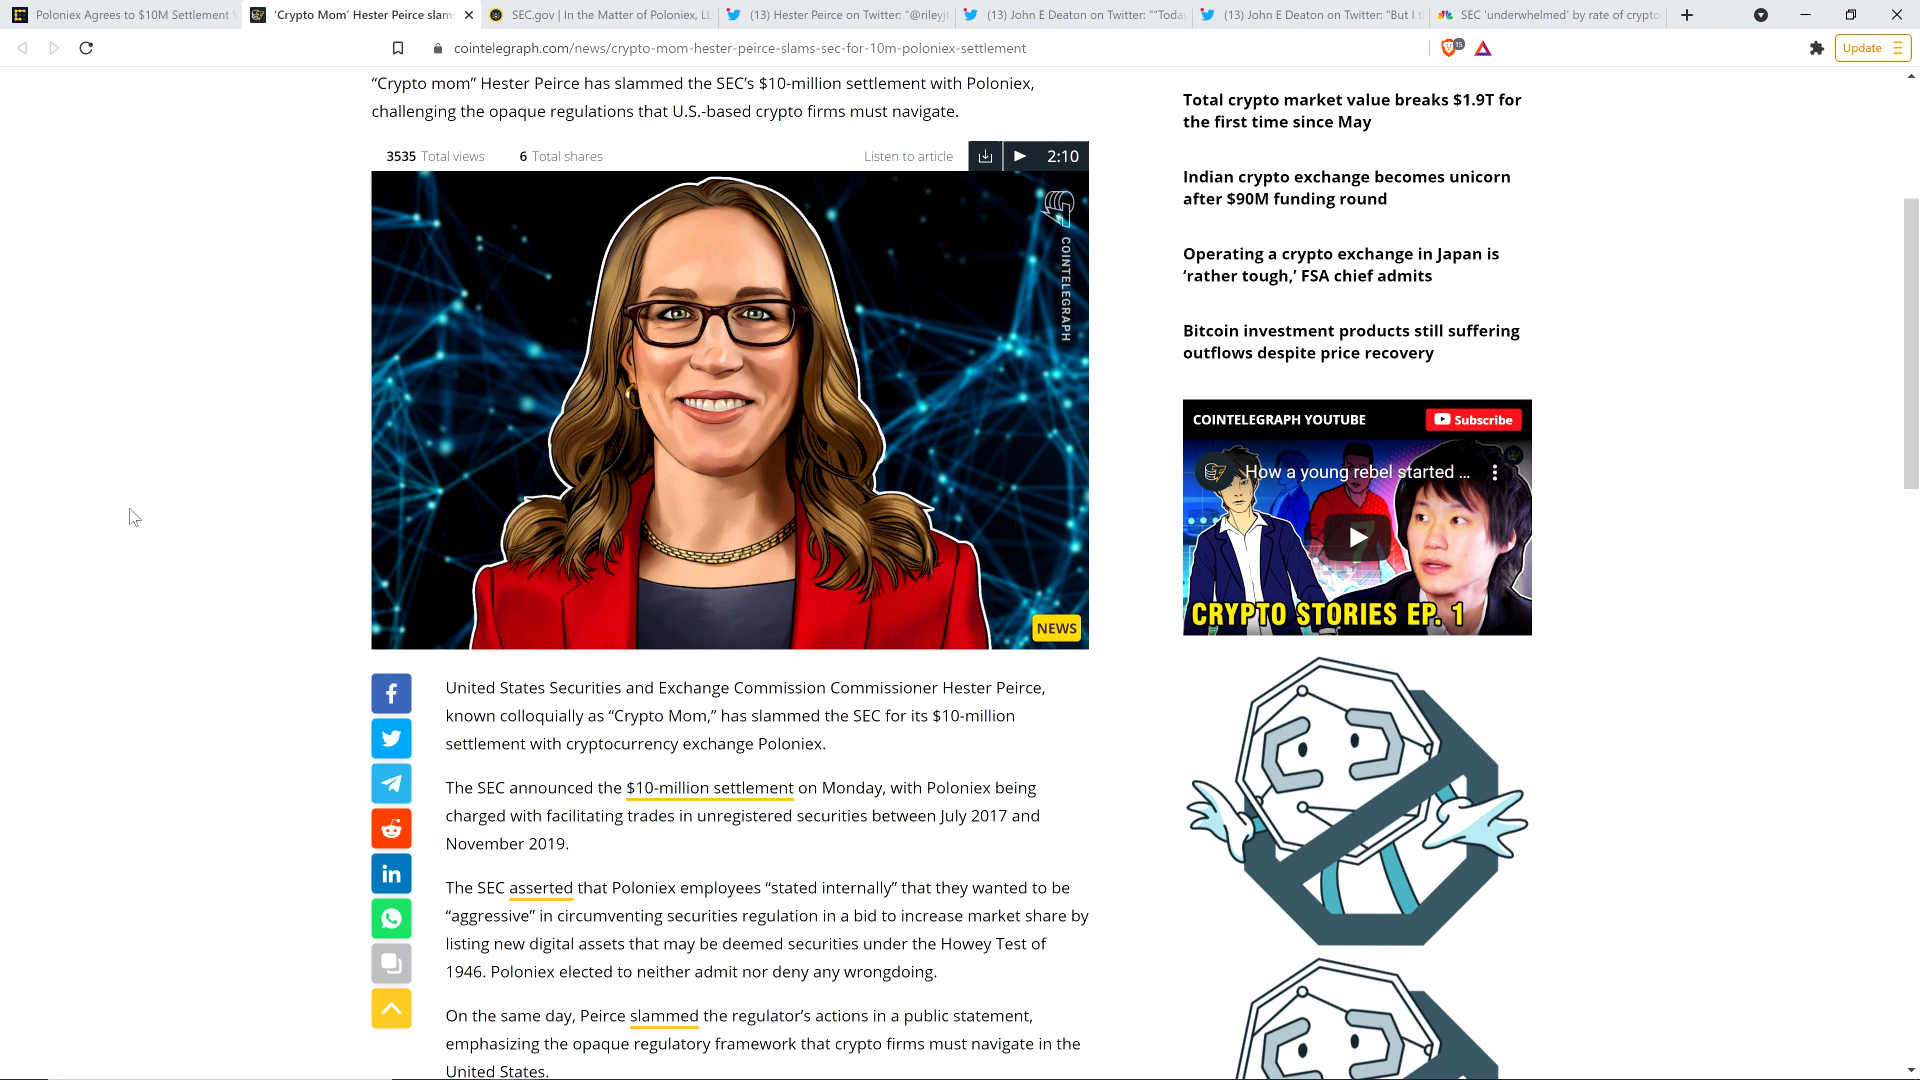 Poloniex Agrees to $10M Settlement
'Crypto Mom' Hester Peirce slam
SEC.gov | In the Matter of Poloniex, LL
(13) Hester Peirce on Twitter: "@rileyjt
(13) John E Deaton on Twitter: "“Today
(13) John E Deaton on Twitter: "But I t
SEC 'underwhelmed' by rate of crypto
cointelegraph.com/news/crypto-mom-hester-peirce-slams-sec-for-10m-poloniex-settlement
15
Update
“Crypto mom” Hester Peirce has slammed the SEC’s $10-million settlement with Poloniex,
challenging the opaque regulations that U.S.-based crypto firms must navigate.
3535 Total views
6 Total shares
Listen to article
2:10
COINTELEGRAPH
NEWS
United States Securities and Exchange Commission Commissioner Hester Peirce,
known colloquially as “Crypto Mom,” has slammed the SEC for its $10-million
settlement with cryptocurrency exchange Poloniex.
The SEC announced the $10-million settlement on Monday, with Poloniex being
charged with facilitating trades in unregistered securities between July 2017 and
November 2019.
The SEC asserted that Poloniex employees “stated internally” that they wanted to be
“aggressive” in circumventing securities regulation in a bid to increase market share by
listing new digital assets that may be deemed securities under the Howey Test of
1946. Poloniex elected to neither admit nor deny any wrongdoing.
On the same day, Peirce slammed the regulator’s actions in a public statement,
emphasizing the opaque regulatory framework that crypto firms must navigate in the
United States.
Total crypto market value breaks $1.9T for
the first time since May
Indian crypto exchange becomes unicorn
after $90M funding round
Operating a crypto exchange in Japan is
‘rather tough,’ FSA chief admits
Bitcoin investment products still suffering
outflows despite price recovery
COINTELEGRAPH YOUTUBE
Subscribe
How a young rebel started ...
CRYPTO STORIES EP. 1